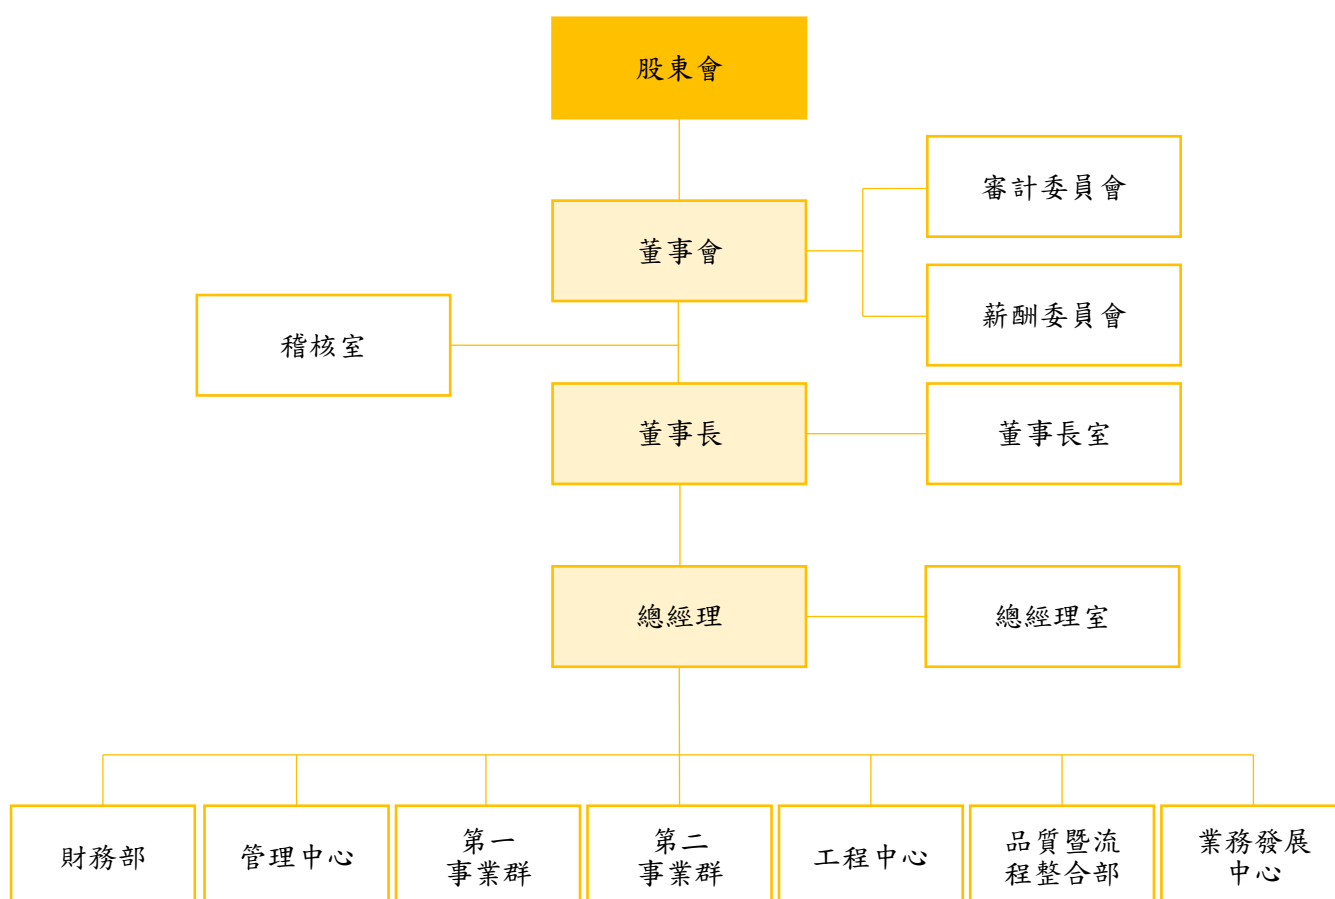 股東會
審計委員會
董事會
薪酬委員會
稽核室
董事長
董事長室
總經理
總經理室
財務部
管理中心
第一
事業群
第二
事業群
工程中心
品質暨流
程整合部
業務發展
中心